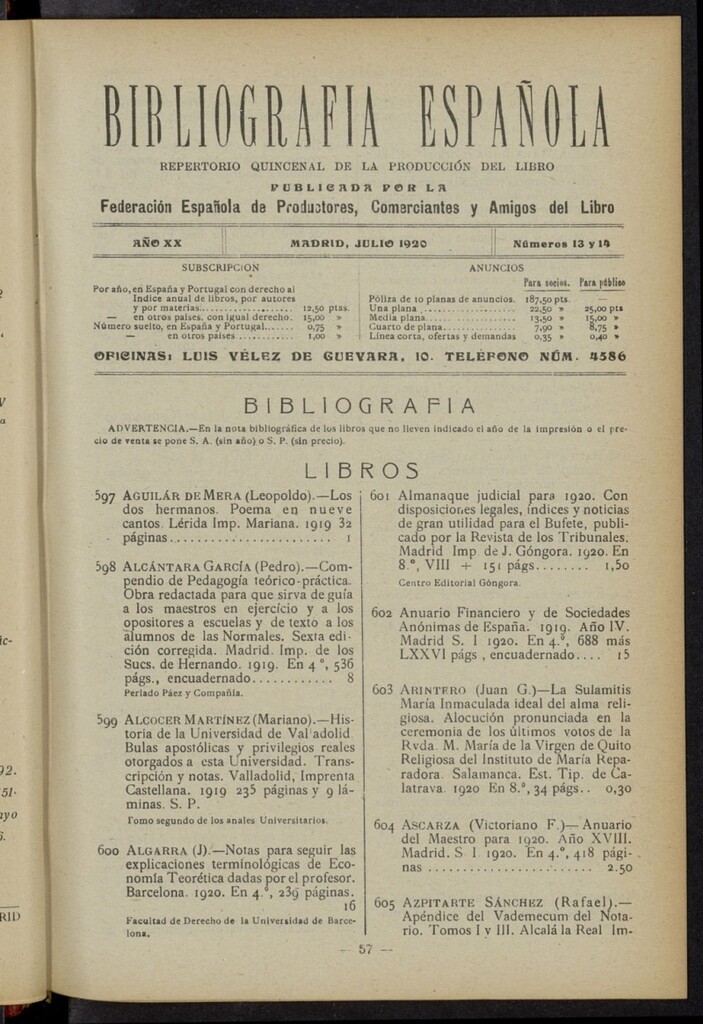 BIBLIOGRAFIA ESPAÑOLA
REPERTORIO QUINCENAL DE LA PRODUCCIÓN DEL LIBRO
PUBLICADA POR LA
Federación Española de Productores, Comerciantes y Amigos del Libro
AÑO XX
MADRID, JULIO 1920
Números 13 y 14
SUBSCRIPCION
Por año, en España y Portugal con derecho al
Indice anual de libros, por autores
y por materias.................... 12,50 ptas.
— en otros países, con igual derecho. 15,00 »
Número suelto, en España y Portugal...... 0,75 »
— en otros países ............ 1,00 »
ANUNCIOS
Para socios. Para público
Póliza de 10 planas de anuncios. 187,50 pts. —
Una plana .................... 22,50 » 25,00 pts
Media plana.................... 13,50 » 15,00 »
Cuarto de plana................ 7,90 » 8,75 »
Línea corta, ofertas y demandas 0,35 » 0,40 »
OFICINAS: LUIS VÉLEZ DE GUEVARA, 10. TELÉFONO NÚM. 4586
BIBLIOGRAFIA
ADVERTENCIA.—En la nota bibliográfica de los libros que no lleven indicado el año de la impresión o el pre-
cio de venta se pone S. A. (sin año) o S. P. (sin precio).
LIBROS
597 AGUILÁR DE MERA (Leopoldo).—Los
dos hermanos. Poema en nueve
cantos. Lérida Imp. Mariana. 1919 32
páginas....................... 1
598 ALCÁNTARA GARCÍA (Pedro).—Com-
pendio de Pedagogía teórico-práctica.
Obra redactada para que sirva de guía
a los maestros en ejercício y a los
opositores a escuelas y de texto a los
alumnos de las Normales. Sexta edi-
ción corregida. Madrid. Imp. de los
Sucs. de Hernando. 1919. En 4 °, 536
págs., encuadernado........... 8
Perlado Páez y Compañía.
599 ALCOCER MARTÍNEZ (Mariano).—His-
toria de la Universidad de Val adolid.
Bulas apostólicas y privilegios reales
otorgados a esta Universidad. Trans-
cripción y notas. Valladolid, Imprenta
Castellana. 1919 235 páginas y 9 lá-
minas. S. P.
Tomo segundo de los anales Universitarios.
600 ALGARRA (J).—Notas para seguir las
explicaciones terminológicas de Eco-
nomía Teorética dadas por el profesor.
Barcelona. 1920. En 4.°, 239 páginas.
16
Facultad de Derecho de la Universidad de Barce-
lona.
601 Almanaque judicial para 1920. Con
disposiciones legales, índices y noticias
de gran utilidad para el Bufete, publi-
cado por la Revista de los Tribunales.
Madrid Imp de J. Góngora. 1920. En
8.°, VIII + 151 págs........ 1,50
Centro Editorial Góngora.
602 Anuario Financiero y de Sociedades
Anónimas de España. 1919. Año IV.
Madrid S. I 1920. En 4.°, 688 más
LXXVI págs , encuadernado.... 15
603 ARINTERO (Juan G.)—La Sulamitis
María Inmaculada ideal del alma reli-
giosa. Alocución pronunciada en la
ceremonia de los últimos votos de la
Rvda. M. María de la Virgen de Quito
Religiosa del Instituto de María Repa-
radora. Salamanca. Est. Tip. de Ca-
latrava. 1920 En 8.°, 34 págs.. 0,30
604 ASCARZA (Victoriano F.)—Anuario
del Maestro para 1920. Año XVIII.
Madrid. S I 1920. En 4.°, 418 pági-
nas ....................... 2.50
605 AZPITARTE SÁNCHEZ (Rafael).—
Apéndice del Vademecum del Nota-
rio. Tomos I y III. Alcalá la Real Im-
— 57 —
92.
51-
ayo
RID